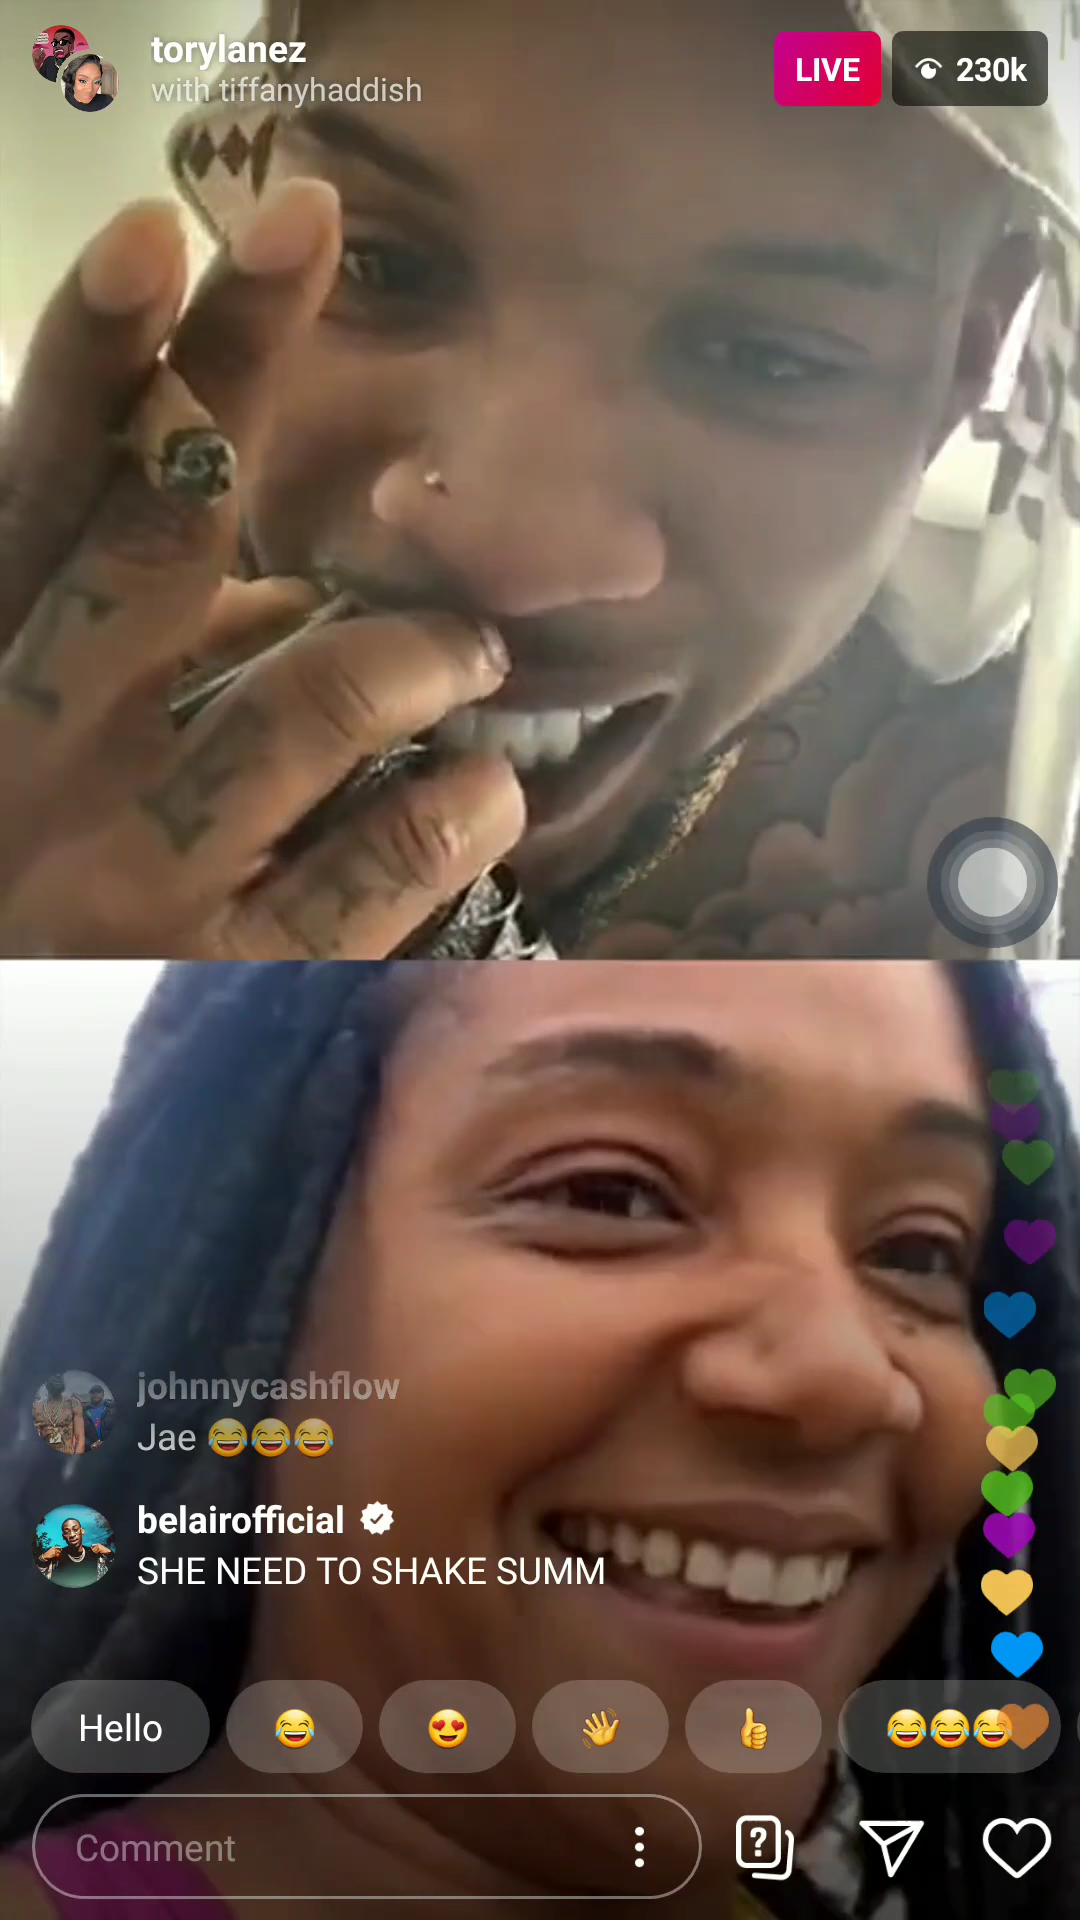 torylanez
with tiffanyhaddish
LIVE
230k
johnnycashflow
Jae 😂😂😂
belairofficial
SHE NEED TO SHAKE SUMM
Hello 😂 😍 👋 👍 😂😂😂
Comment